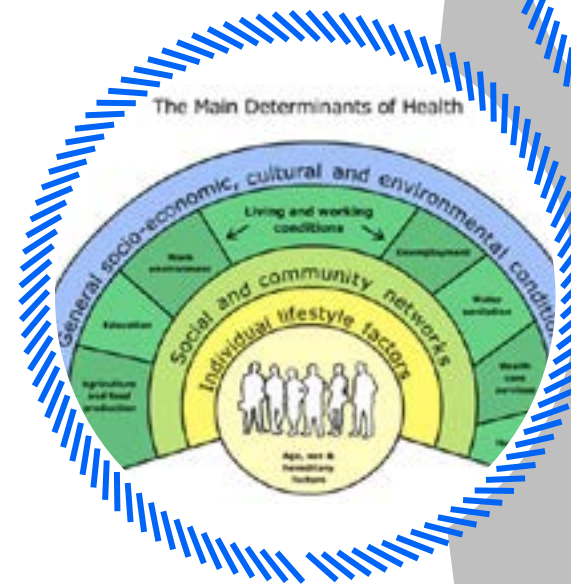 The Main Determinants of Health
General socio-economic, cultural and environmental conditio
Living and working
conditions
Work
environment
Unemployment
Education
Water
sanitation
Agriculture
and food
production
Health
care
services
Social and community networks
Individual lifestyle factors
Age, sex &
hereditary
factors